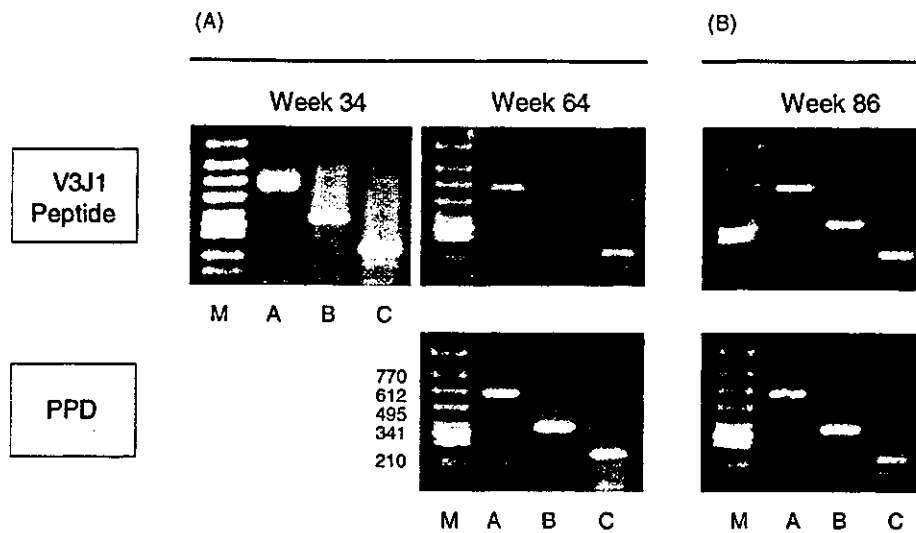 (A) (B)
Week 34 Week 64 Week 86
V3J1
Peptide
M A B C
PPD
770
612
495
341
210
M A B C M A B C